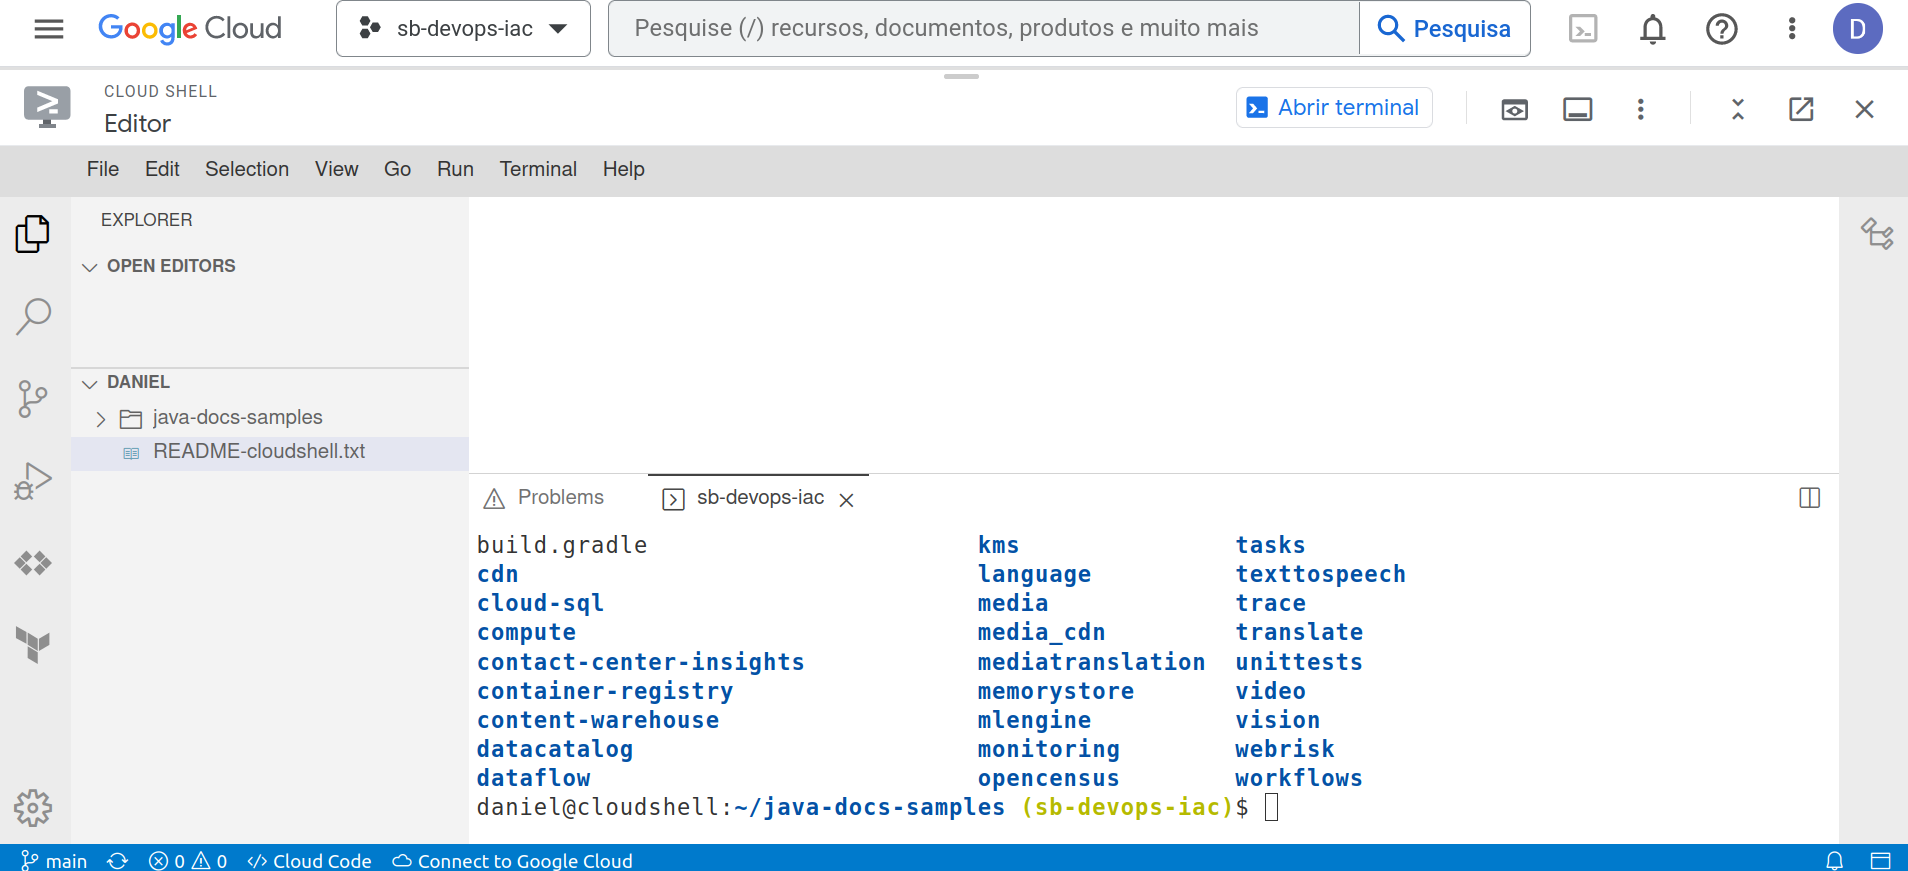 Google Cloud
sb-devops-iac
Pesquise (/) recursos, documentos, produtos e muito mais
Pesquisa
D
CLOUD SHELL
Editor
Abrir terminal
File Edit Selection View Go Run Terminal Help
EXPLORER
OPEN EDITORS
DANIEL
java-docs-samples
README-cloudshell.txt
Problems sb-devops-iac
build.gradle kms tasks
cdn language texttospeech
cloud-sql media trace
compute media_cdn translate
contact-center-insights mediatranslation unittests
container-registry memorystore video
content-warehouse mlengine vision
datacatalog monitoring webrisk
dataflow opencensus workflows
daniel@cloudshell:~/java-docs-samples (sb-devops-iac)$
main 0 0 </> Cloud Code Connect to Google Cloud